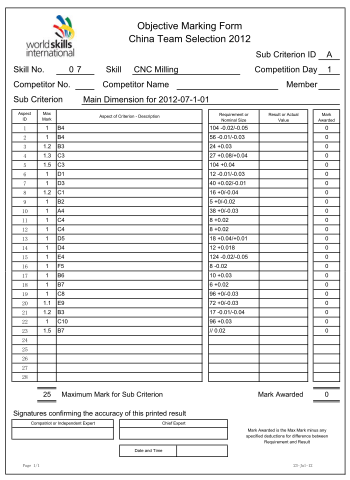 worldskills
international
Objective Marking Form
China Team Selection 2012
Sub Criterion ID A
Skill No. 0 7 Skill CNC Milling Competition Day 1
Competitor No. Competitor Name Member
Sub Criterion Main Dimension for 2012-07-1-01
Aspect ID Max Mark Aspect of Criterion - Description Requirement or Nominal Size Result or Actual Value Mark Awarded
1 1 B4 104 -0.02/-0.05 0
2 1 B4 56 -0.01/-0.03 0
3 1.2 B3 24 +0.03 0
4 1.3 C3 27 +0.08/+0.04 0
5 1.5 C3 104 +0.04 0
6 1 D1 12 -0.01/-0.03 0
7 1 D3 40 +0.02/-0.01 0
8 1.2 C1 16 +0/-0.04 0
9 1 B2 5 +0/-0.02 0
10 1 A4 38 +0/-0.03 0
11 1 C4 8 +0.02 0
12 1 C4 8 +0.02 0
13 1 D5 18 +0.04/+0.01 0
14 1 D4 12 +0.018 0
15 1 E4 124 -0.02/-0.05 0
16 1 F5 8 -0.02 0
17 1 B6 10 +0.03 0
18 1 B7 6 +0.02 0
19 1 C8 96 +0/-0.03 0
20 1.1 E9 72 +0/-0.03 0
21 1.2 B3 17 -0.01/-0.04 0
22 1 C10 96 +0.03 0
23 1.5 B7 // 0.02 0
24
25
26
27
28
25 Maximum Mark for Sub Criterion Mark Awarded 0
Signatures confirming the accuracy of this printed result
Competitor or Independent Expert Chief Expert
Mark Awarded is the Max Mark minus any
specified deductions for difference between
Requirement and Result
Date and Time
Page 1/1 23-Jul-12